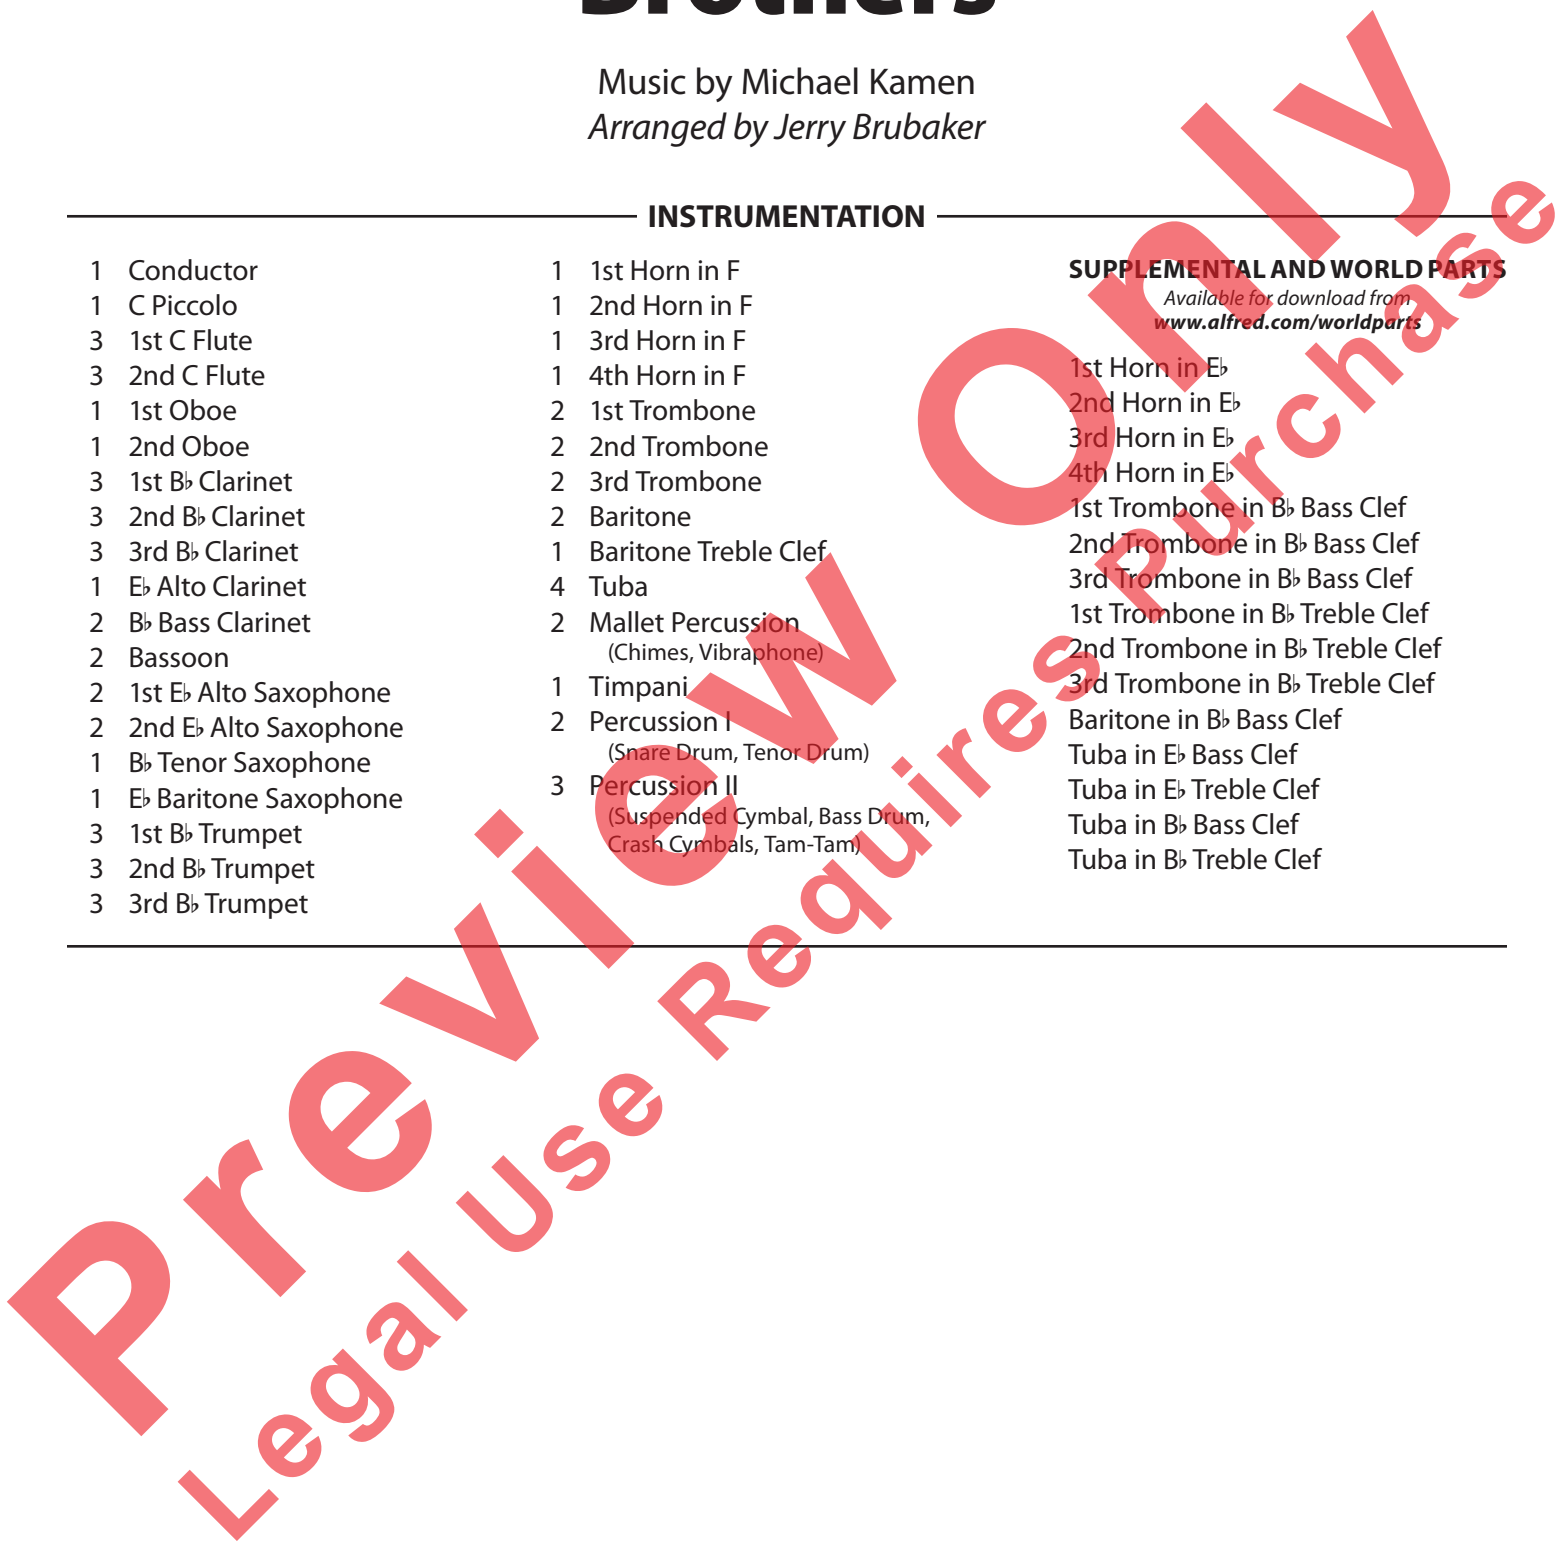 Brothers
Music by Michael Kamen
Arranged by Jerry Brubaker
INSTRUMENTATION
1 Conductor
1 C Piccolo
3 1st C Flute
3 2nd C Flute
1 1st Oboe
1 2nd Oboe
3 1st B♭ Clarinet
3 2nd B♭ Clarinet
3 3rd B♭ Clarinet
1 E♭ Alto Clarinet
2 B♭ Bass Clarinet
2 Bassoon
2 1st E♭ Alto Saxophone
2 2nd E♭ Alto Saxophone
1 B♭ Tenor Saxophone
1 E♭ Baritone Saxophone
3 1st B♭ Trumpet
3 2nd B♭ Trumpet
3 3rd B♭ Trumpet
1 1st Horn in F
1 2nd Horn in F
1 3rd Horn in F
1 4th Horn in F
2 1st Trombone
2 2nd Trombone
2 3rd Trombone
2 Baritone
1 Baritone Treble Clef
4 Tuba
2 Mallet Percussion
(Chimes, Vibraphone)
1 Timpani
2 Percussion I
(Snare Drum, Tenor Drum)
3 Percussion II
(Suspended Cymbal, Bass Drum,
Crash Cymbals, Tam-Tam)
SUPPLEMENTAL AND WORLD PARTS
Available for download from
www.alfred.com/worldparts
1st Horn in E♭
2nd Horn in E♭
3rd Horn in E♭
4th Horn in E♭
1st Trombone in B♭ Bass Clef
2nd Trombone in B♭ Bass Clef
3rd Trombone in B♭ Bass Clef
1st Trombone in B♭ Treble Clef
2nd Trombone in B♭ Treble Clef
3rd Trombone in B♭ Treble Clef
Baritone in B♭ Bass Clef
Tuba in E♭ Bass Clef
Tuba in E♭ Treble Clef
Tuba in B♭ Bass Clef
Tuba in B♭ Treble Clef
Preview Only
Legal Use Requires Purchase